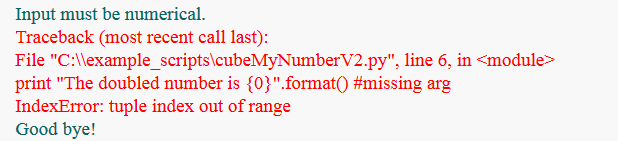 Input must be numerical.
Traceback (most recent call last):
File "C:\\example_scripts\cubeMyNumberV2.py", line 6, in <module>
print "The doubled number is {0}".format() #missing arg
IndexError: tuple index out of range
Good bye!